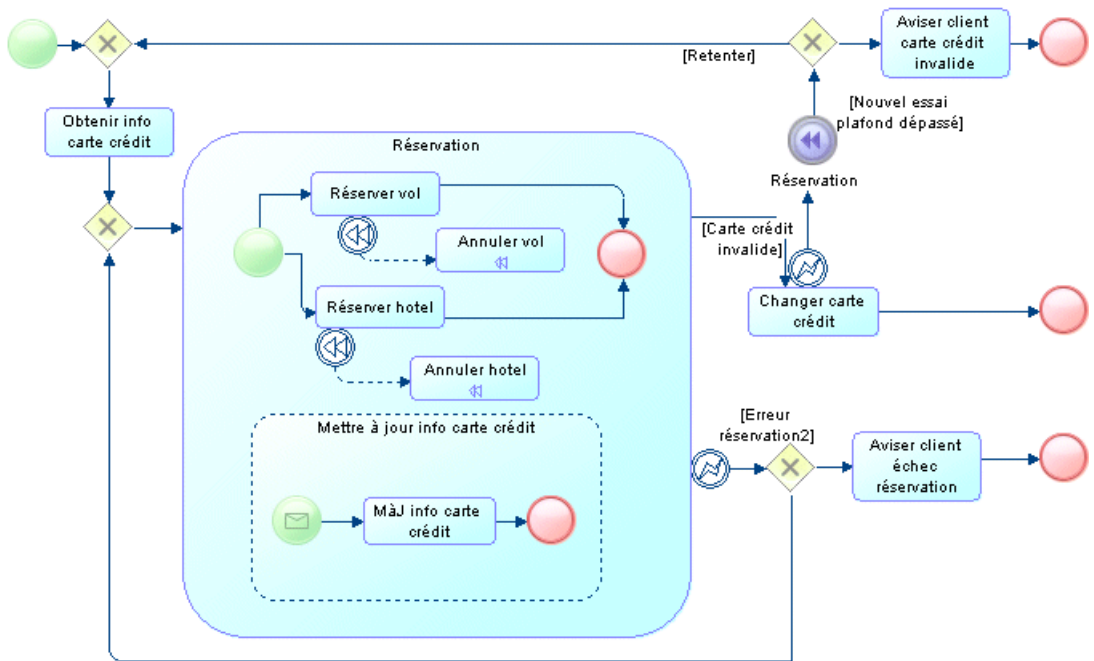 Aviser client
carte crédit
invalide
[Retenter]
[Nouvel essai
plafond dépassé]
Obtenir info
carte crédit
Réservation
Réservation
Réserver vol
Annuler vol
[Carte crédit
invalide]
Réserver hotel
Changer carte
crédit
Annuler hotel
Mettre à jour info carte crédit
[Erreur
réservation2]
Aviser client
échec
réservation
MàJ info carte
crédit